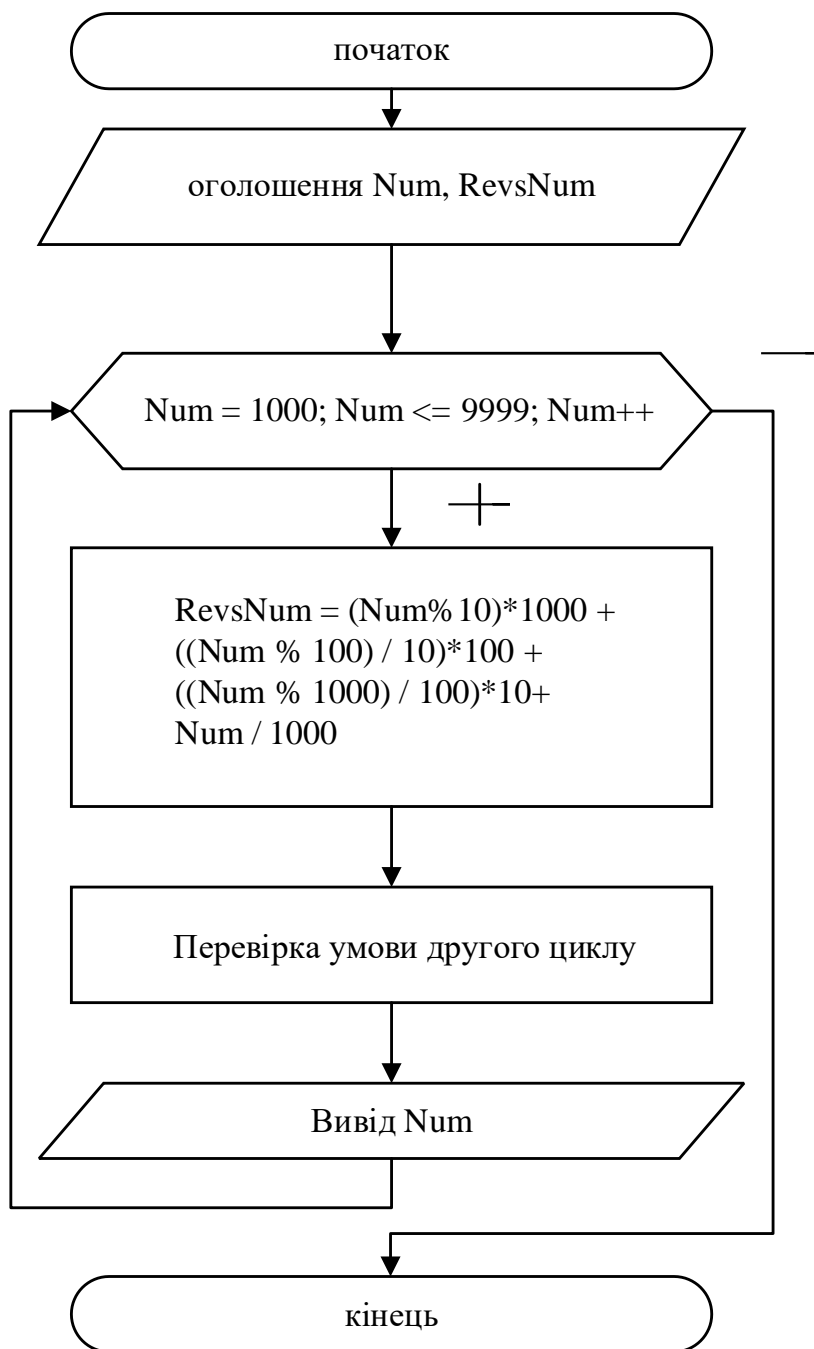 початок
оголошення Num, RevsNum
Num = 1000; Num <= 9999; Num++
RevsNum = (Num%10)*1000 +
((Num % 100) / 10)*100 +
((Num % 1000) / 100)*10+
Num / 1000
Перевірка умови другого циклу
Вивід Num
кінець